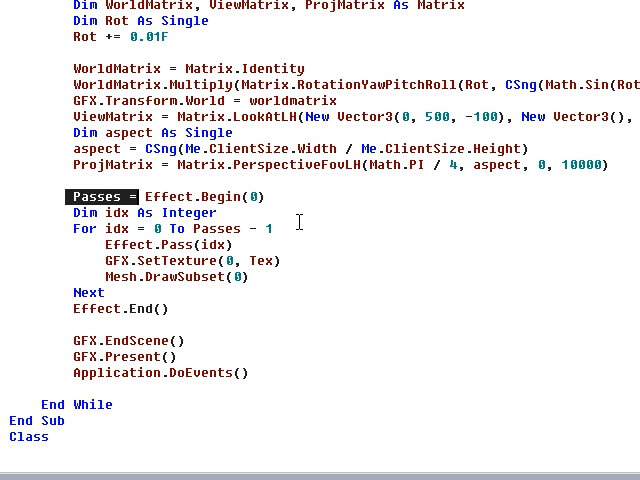 Dim WorldMatrix, ViewMatrix, ProjMatrix As Matrix
Dim Rot As Single
Rot += 0.01F
WorldMatrix = Matrix.Identity
WorldMatrix.Multiply(Matrix.RotationYawPitchRoll(Rot, CSng(Math.Sin(Rot
GFX.Transform.World = worldmatrix
ViewMatrix = Matrix.LookAtLH(New Vector3(0, 500, -100), New Vector3(),
Dim aspect As Single
aspect = CSng(Me.ClientSize.Width / Me.ClientSize.Height)
ProjMatrix = Matrix.PerspectiveFovLH(Math.PI / 4, aspect, 0, 10000)
Passes = Effect.Begin(0)
Dim idx As Integer
For idx = 0 To Passes - 1
Effect.Pass(idx)
GFX.SetTexture(0, Tex)
Mesh.DrawSubset(0)
Next
Effect.End()
GFX.EndScene()
GFX.Present()
Application.DoEvents()
End While
End Sub
Class